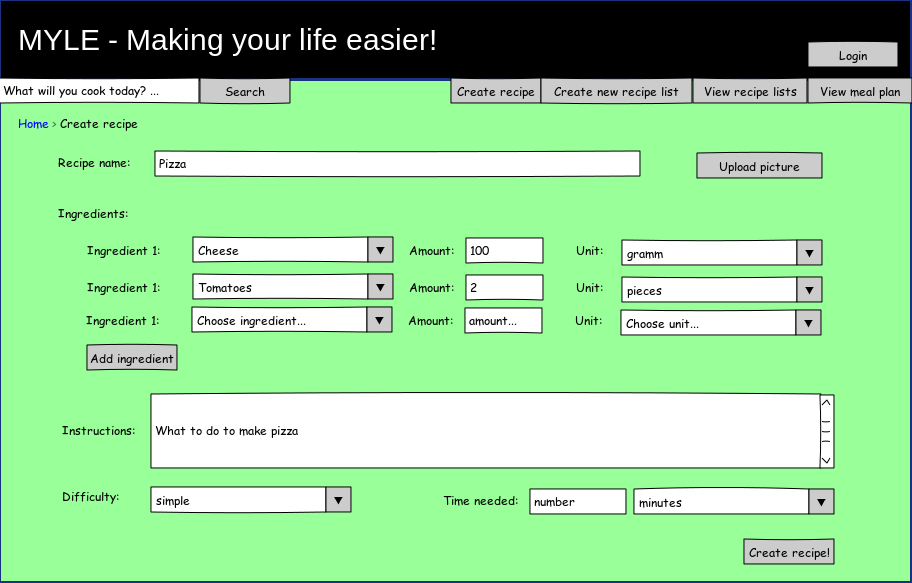 MYLE - Making your life easier!
Login
What will you cook today? ... Search Create recipe Create new recipe list View recipe lists View meal plan
Home > Create recipe
Recipe name: Pizza Upload picture
Ingredients:
Ingredient 1: Cheese Amount: 100 Unit: gramm
Ingredient 1: Tomatoes Amount: 2 Unit: pieces
Ingredient 1: Choose ingredient... Amount: amount... Unit: Choose unit...
Add ingredient
Instructions: What to do to make pizza
Difficulty: simple Time needed: number minutes
Create recipe!